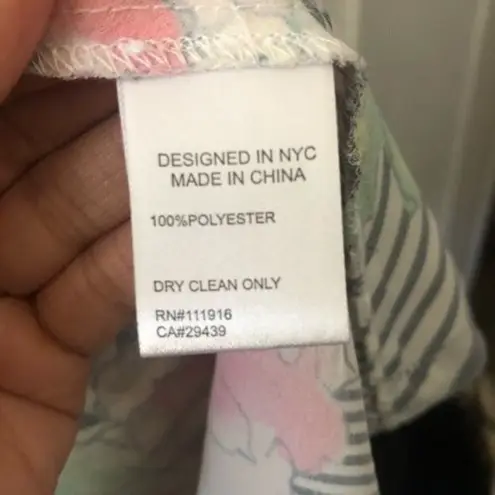 DESIGNED IN NYC
MADE IN CHINA
100%POLYESTER
DRY CLEAN ONLY
RN#111916
CA#29439